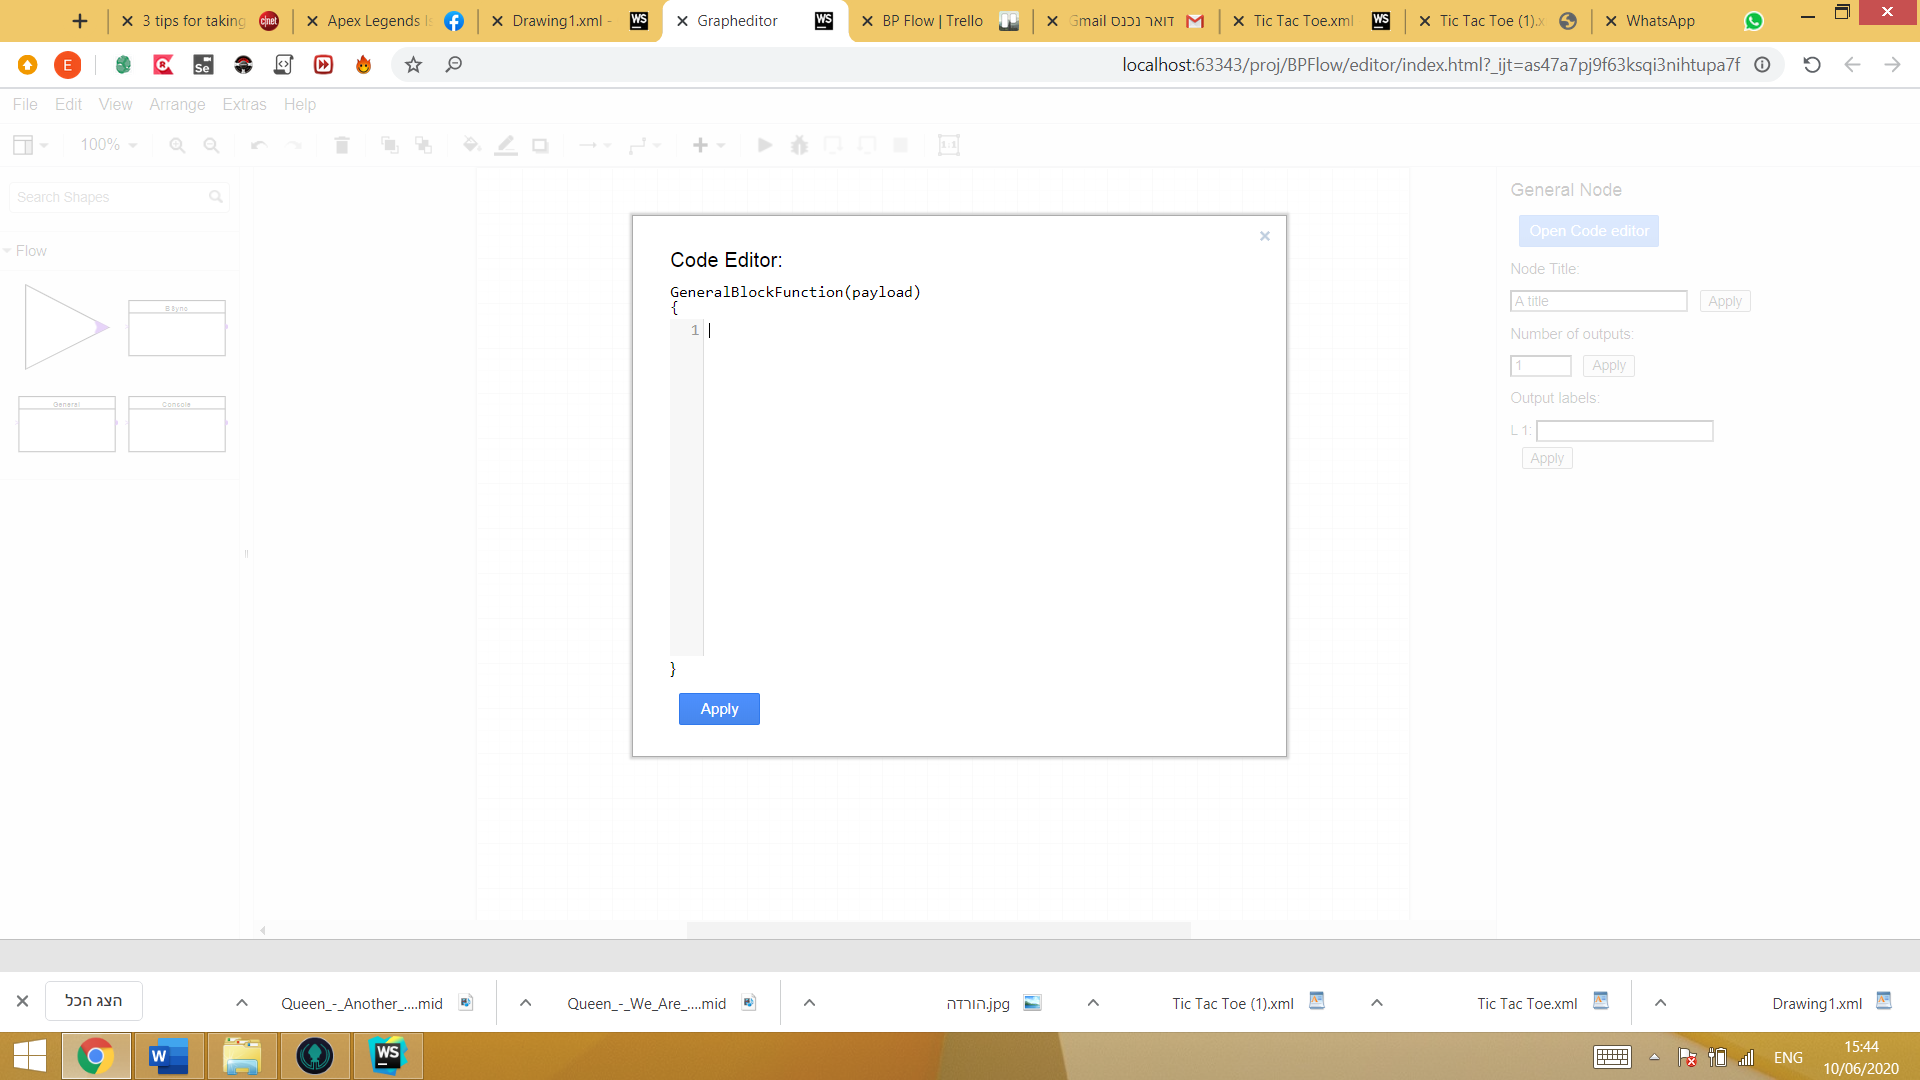 3 tips for taking
Apex Legends Is
Drawing1.xml -
Grapheditor
BP Flow | Trello
דואר נכנס Gmail
Tic Tac Toe.xml
Tic Tac Toe (1).x
WhatsApp
E
localhost:63343/proj/BPFlow/editor/index.html?_ijt=as47a7pj9f63ksqi3nihtupa7f
File Edit View Arrange Extras Help
100%
1:1
Search Shapes
Flow
BSync
General
Console
Code Editor:
GeneralBlockFunction(payload)
{
1
}
Apply
General Node
Open Code editor
Node Title:
A title Apply
Number of outputs:
1 Apply
Output labels:
L 1:
Apply
הצג הכל
Queen_-_Another_....mid
Queen_-_We_Are_....mid
הורדה.jpg
Tic Tac Toe (1).xml
Tic Tac Toe.xml
Drawing1.xml
ENG
15:44
10/06/2020